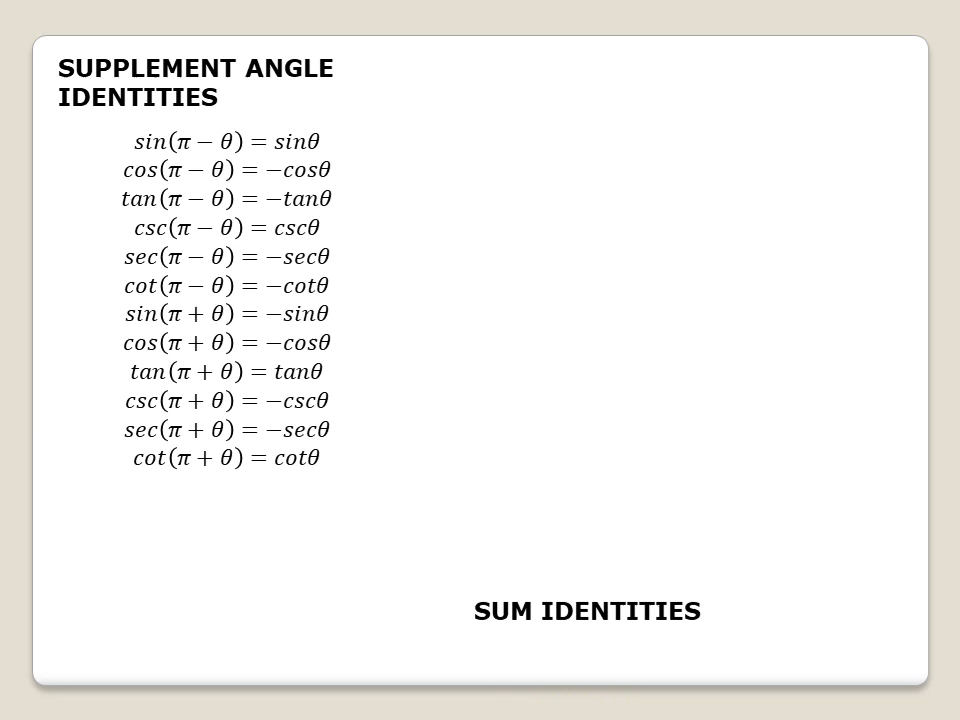 SUPPLEMENT ANGLE
IDENTITIES
sin(π − θ) = sinθ
cos(π − θ) = −cosθ
tan(π − θ) = −tanθ
csc(π − θ) = cscθ
sec(π − θ) = −secθ
cot(π − θ) = −cotθ
sin(π + θ) = −sinθ
cos(π + θ) = −cosθ
tan(π + θ) = tanθ
csc(π + θ) = −cscθ
sec(π + θ) = −secθ
cot(π + θ) = cotθ
SUM IDENTITIES